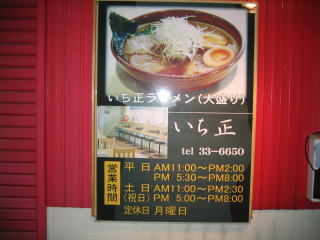 いち正ラーメン(大盛り)
いち正
tel 33-6650
営業時間
平日 AM11:00〜PM2:00
PM 5:30〜PM8:00
土日 AM11:00〜PM2:30
(祝日) PM 5:00〜PM8:00
定休日 月曜日